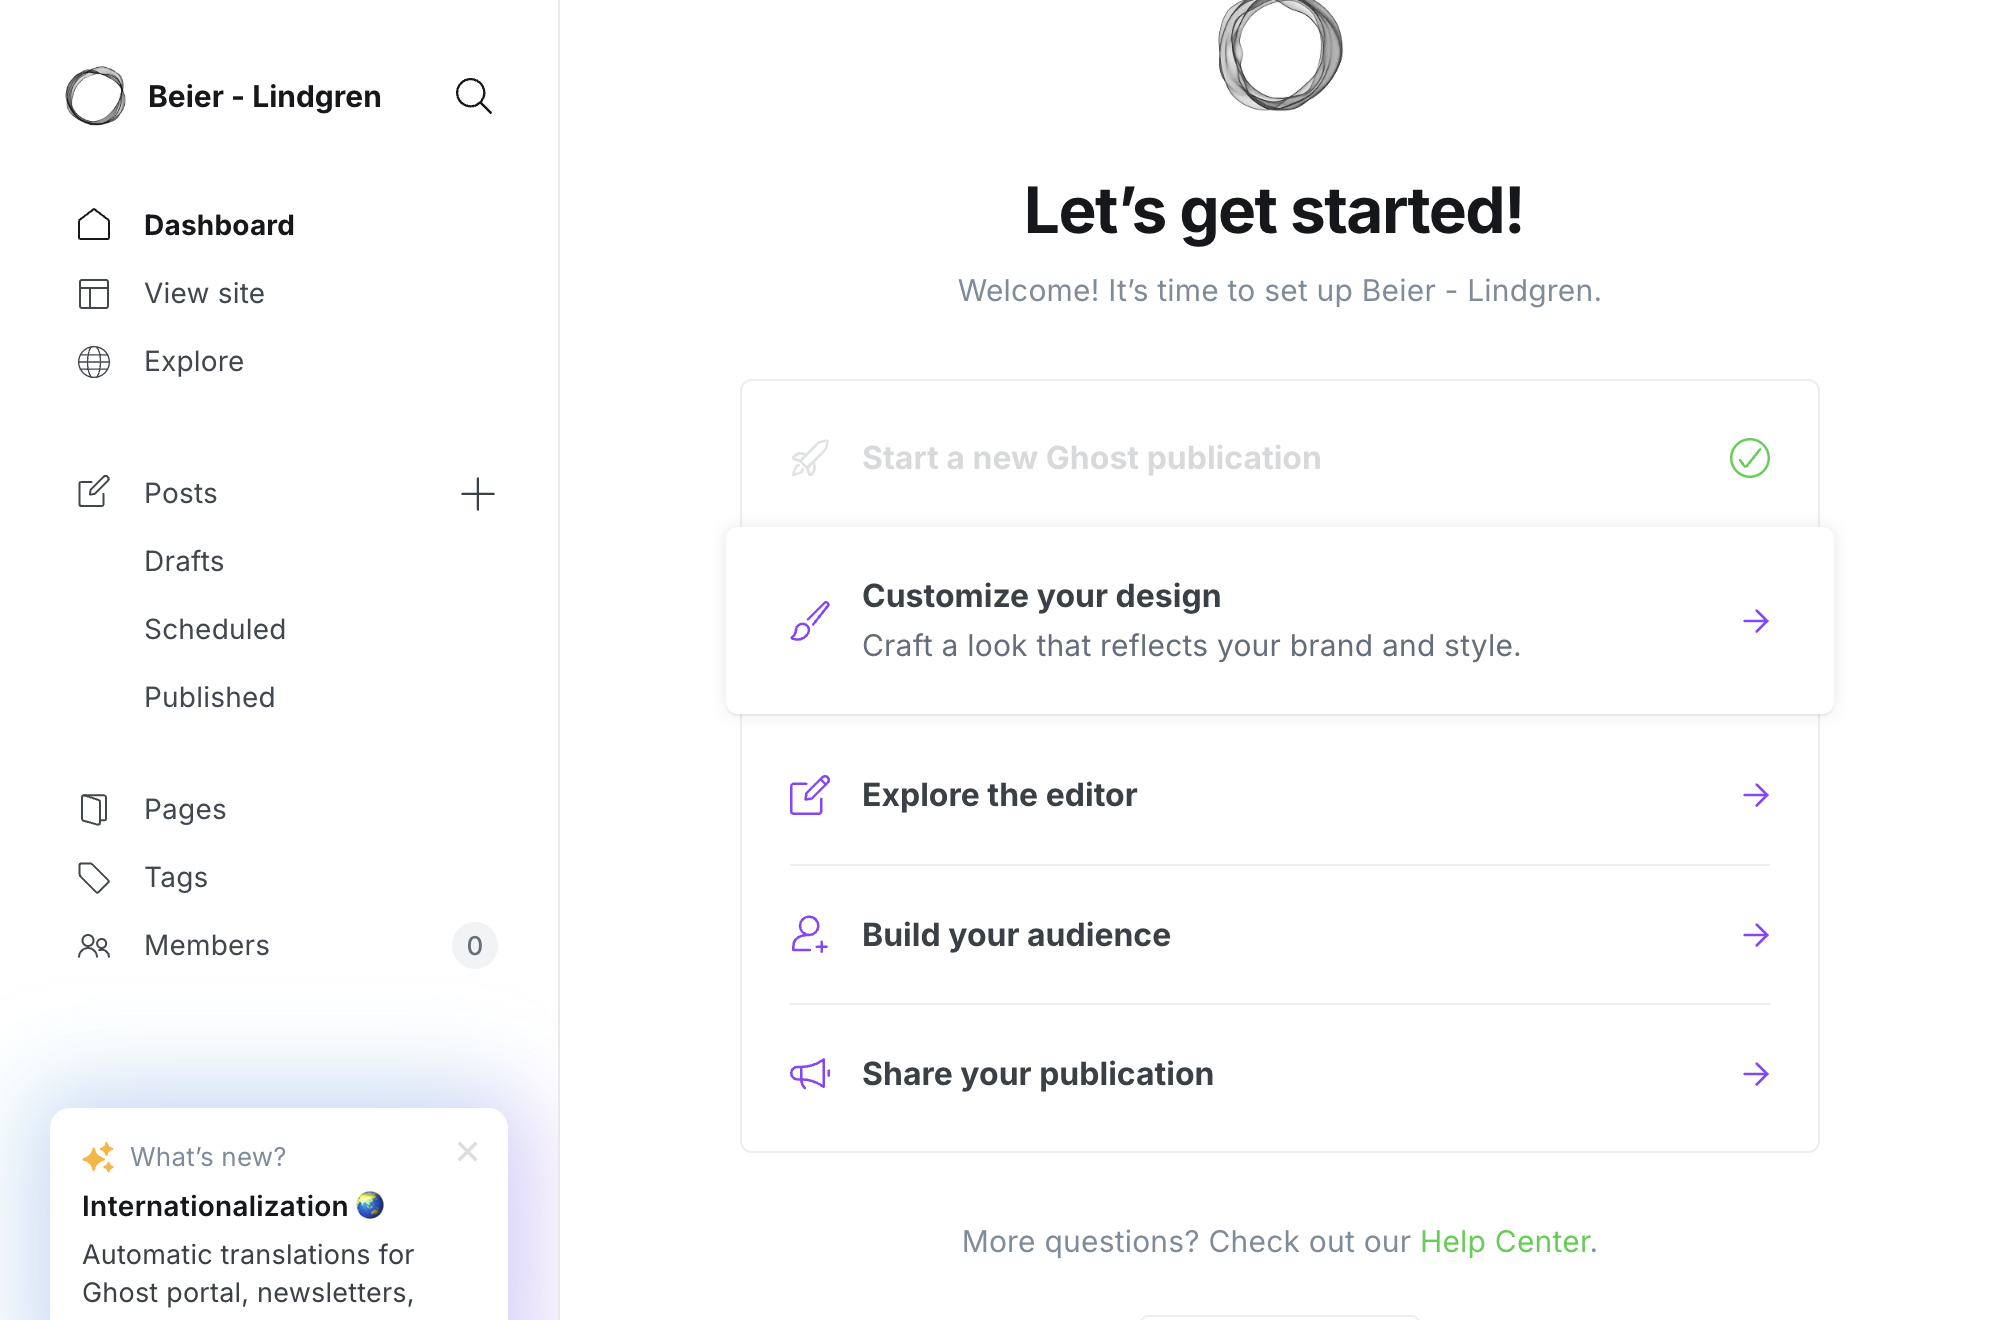 Beier - Lindgren
Dashboard
View site
Explore
Posts
Drafts
Scheduled
Published
Pages
Tags
Members
0
What’s new?
Internationalization 🌏
Automatic translations for
Ghost portal, newsletters,
Let’s get started!
Welcome! It’s time to set up Beier - Lindgren.
Start a new Ghost publication
Customize your design
Craft a look that reflects your brand and style.
Explore the editor
Build your audience
Share your publication
More questions? Check out our Help Center.